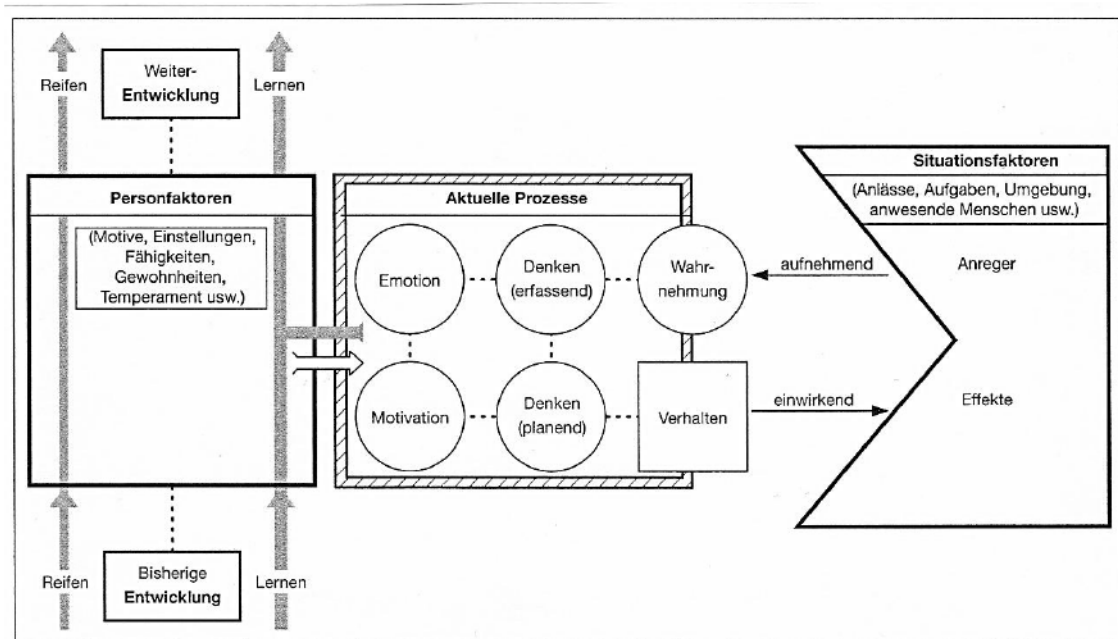 Reifen
Weiter-
Entwicklung
Lernen
Personfaktoren
(Motive, Einstellungen,
Fähigkeiten,
Gewohnheiten,
Temperament usw.)
Aktuelle Prozesse
Emotion
Denken
(erfassend)
Wahr-
nehmung
Motivation
Denken
(planend)
Verhalten
aufnehmend
einwirkend
Situationsfaktoren
(Anlässe, Aufgaben, Umgebung,
anwesende Menschen usw.)
Anreger
Effekte
Reifen
Bisherige
Entwicklung
Lernen